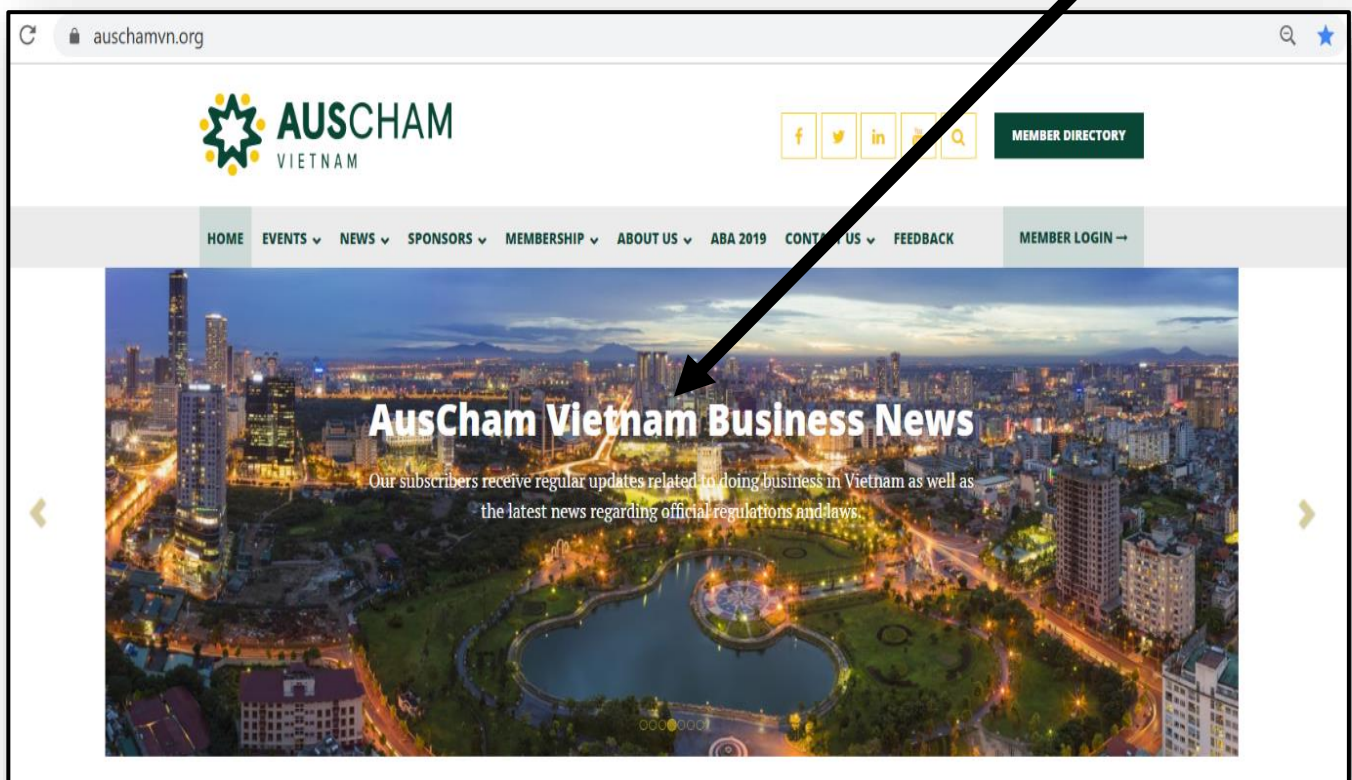 auschamvn.org
AUSCHAM
VIETNAM
MEMBER DIRECTORY
HOME EVENTS NEWS SPONSORS MEMBERSHIP ABOUT US ABA 2019 CONTACT US FEEDBACK MEMBER LOGIN →
AusCham Vietnam Business News
Our subscribers receive regular updates related to doing business in Vietnam as well as
the latest news regarding official regulations and laws.